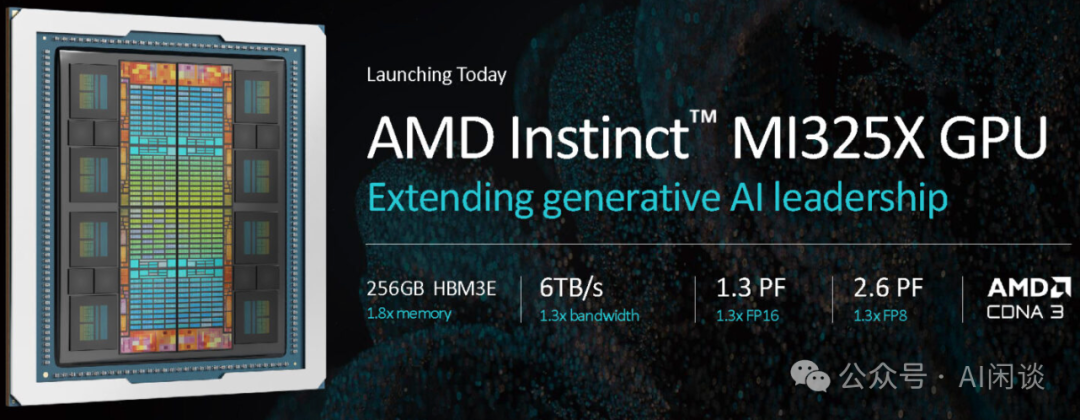 Launching Today
AMD Instinct™ MI325X GPU
Extending generative AI leadership
256GB HBM3E
1.8x memory
6TB/s
1.3x bandwidth
1.3 PF
1.3x FP16
2.6 PF
1.3x FP8
AMD
CDNA 3
公众号 · AI闲谈